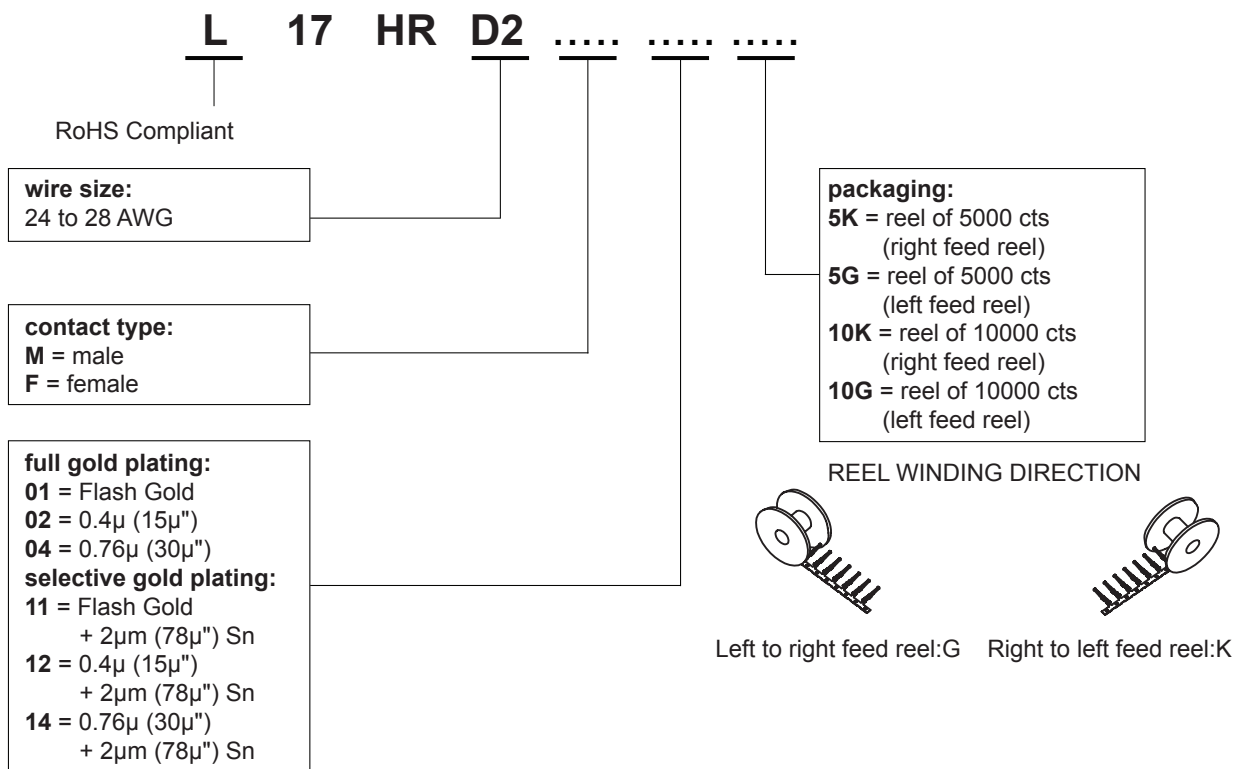 L 17 HR D2 ..... ..... .....
RoHS Compliant
wire size:
24 to 28 AWG
contact type:
M = male
F = female
full gold plating:
01 = Flash Gold
02 = 0.4µ (15µ")
04 = 0.76µ (30µ")
selective gold plating:
11 = Flash Gold
+ 2µm (78µ") Sn
12 = 0.4µ (15µ")
+ 2µm (78µ") Sn
14 = 0.76µ (30µ")
+ 2µm (78µ") Sn
packaging:
5K = reel of 5000 cts
(right feed reel)
5G = reel of 5000 cts
(left feed reel)
10K = reel of 10000 cts
(right feed reel)
10G = reel of 10000 cts
(left feed reel)
REEL WINDING DIRECTION
Left to right feed reel:G
Right to left feed reel:K